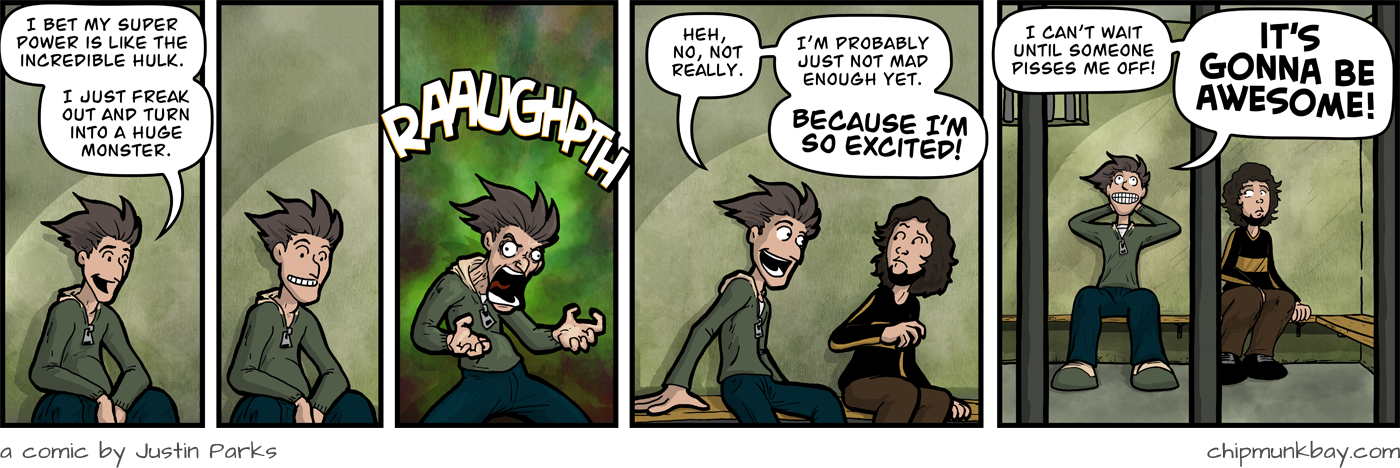 I BET MY SUPER
POWER IS LIKE THE
INCREDIBLE HULK.
I JUST FREAK
OUT AND TURN
INTO A HUGE
MONSTER.
RAAAUGHPTH
HEH,
NO, NOT
REALLY.
I'M PROBABLY
JUST NOT MAD
ENOUGH YET.
BECAUSE I'M
SO EXCITED!
I CAN'T WAIT
UNTIL SOMEONE
PISSES ME OFF!
IT'S
GONNA BE
AWESOME!
a comic by Justin Parks
chipmunkbay.com